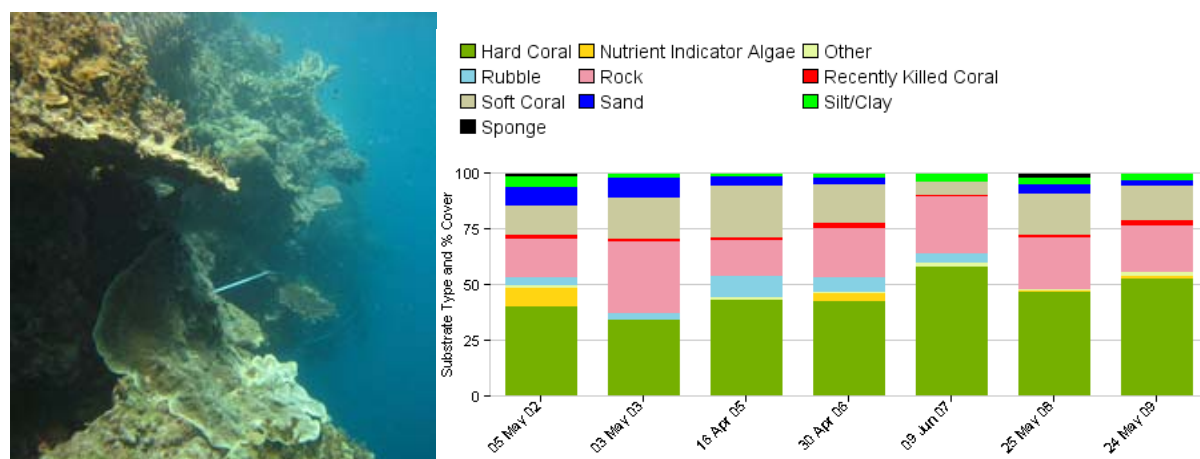 Hard Coral Nutrient Indicator Algae Other
Rubble Rock Recently Killed Coral
Soft Coral Sand Silt/Clay
Sponge
Substrate Type and % Cover
100
75
50
25
0
05 May 02 03 May 03 16 Apr 05 30 Apr 06 09 Jun 07 25 May 08 24 May 09